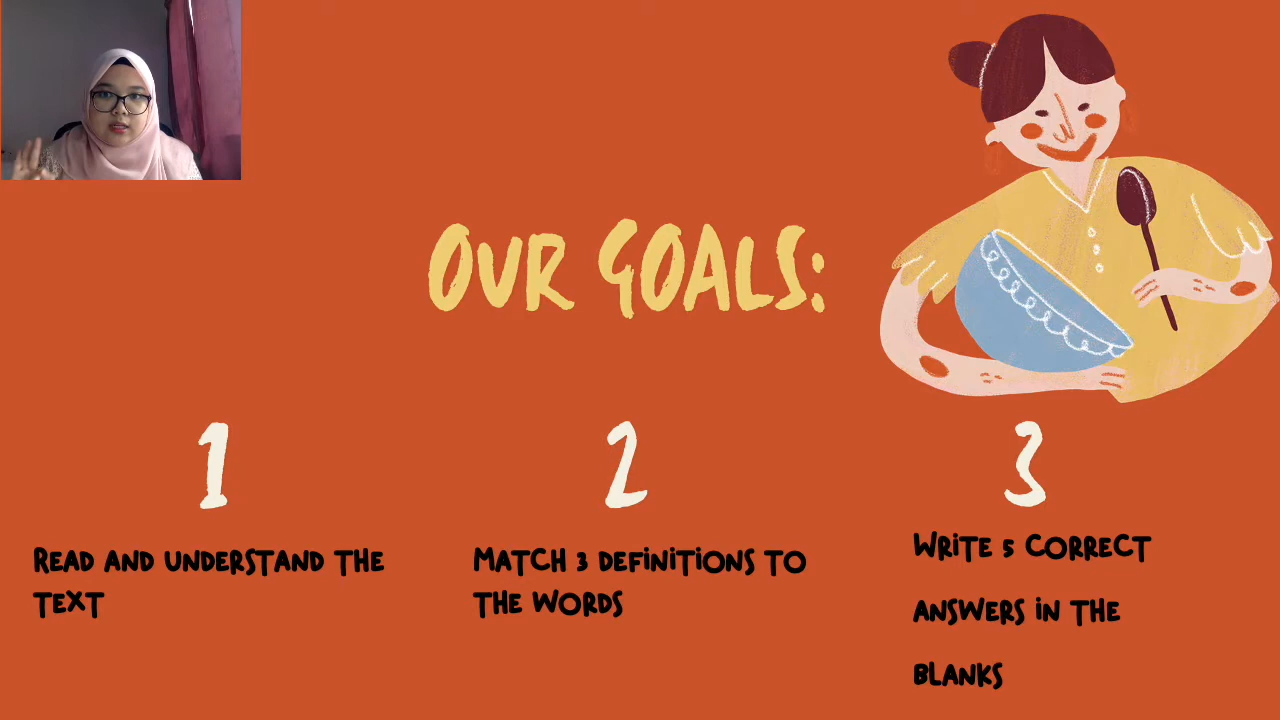 OUR GOALS:
1
READ AND UNDERSTAND THE
TEXT
2
MATCH 3 DEFINITIONS TO
THE WORDS
3
WRITE 5 CORRECT
ANSWERS IN THE
BLANKS